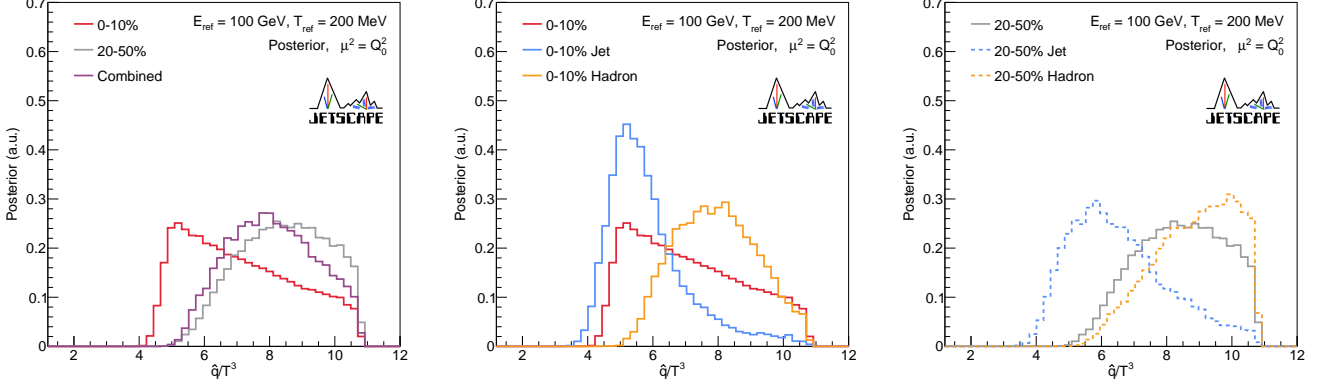 0.7
0.6
0.5
0.4
0.3
0.2
0.1
0
Posterior (a.u.)
0-10%
20-50%
Combined
E_ref = 100 GeV, T_ref = 200 MeV
Posterior, μ² = Q₀²
JETSCAPE
2 4 6 8 10 12
q̂/T³
0.7
0.6
0.5
0.4
0.3
0.2
0.1
0
Posterior (a.u.)
0-10%
0-10% Jet
0-10% Hadron
E_ref = 100 GeV, T_ref = 200 MeV
Posterior, μ² = Q₀²
JETSCAPE
2 4 6 8 10 12
q̂/T³
0.7
0.6
0.5
0.4
0.3
0.2
0.1
0
Posterior (a.u.)
20-50%
20-50% Jet
20-50% Hadron
E_ref = 100 GeV, T_ref = 200 MeV
Posterior, μ² = Q₀²
JETSCAPE
2 4 6 8 10 12
q̂/T³